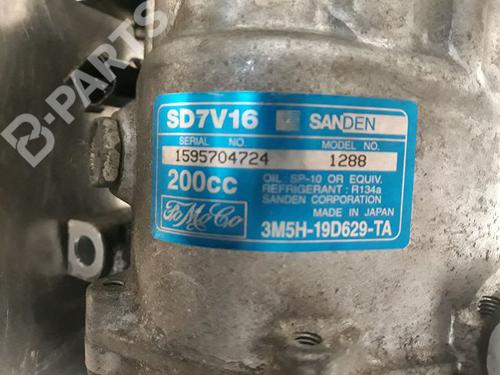 B-PARTS
SD7V16 SANDEN
SERIAL NO. MODEL NO.
1595704724 1288
200cc OIL : SP-10 OR EQUIV.
REFRIGERANT : R134a
SANDEN CORPORATION
MADE IN JAPAN
FoMoCo 3M5H-19D629-TA